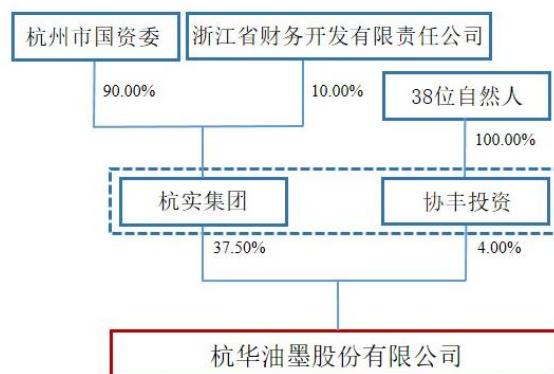 杭州市国资委
浙江省财务开发有限责任公司
90.00%
10.00%
38位自然人
100.00%
杭实集团
协丰投资
37.50%
4.00%
杭华油墨股份有限公司